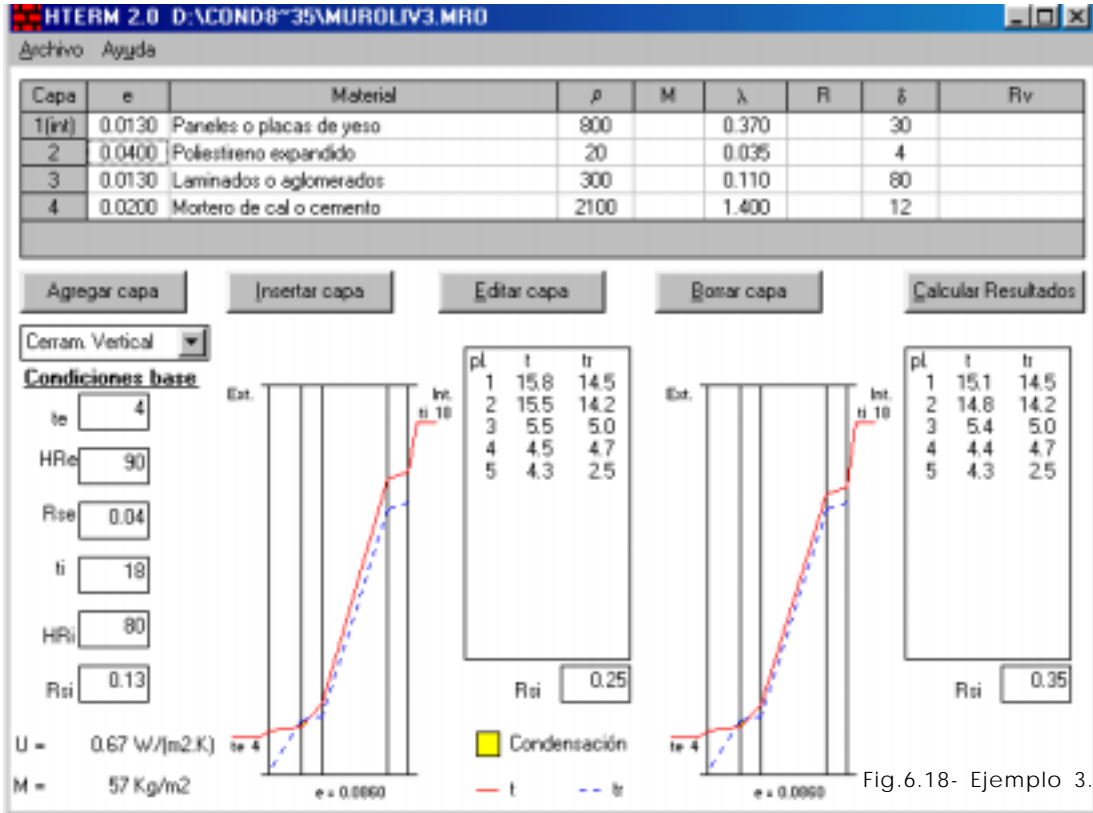 HTERM 2.0 D:\COND8~35\MUROLIV3.MRO
Archivo Ayuda
Capa e Material ρ M λ R δ Rv
1(int) 0.0130 Paneles o placas de yeso 800 0.370 30
2 0.0400 Poliestireno expandido 20 0.035 4
3 0.0130 Laminados o aglomerados 300 0.110 80
4 0.0200 Mortero de cal o cemento 2100 1.400 12
Agregar capa Insertar capa Editar capa Borrar capa Calcular Resultados
Cerram. Vertical
Condiciones base
te 4
HRe 90
Rse 0.04
ti 18
HRi 80
Rsi 0.13
U = 0.67 W/(m2.K)
M = 57 Kg/m2
Ext. Int.
ti 18
te 4
e = 0.0860
pl. t tr
1 15.8 14.5
2 15.5 14.2
3 5.5 5.0
4 4.5 4.7
5 4.3 2.5
Rsi 0.25
Condensación
t tr
Ext. Int.
ti 18
te 4
e = 0.0860
pl. t tr
1 15.1 14.5
2 14.8 14.2
3 5.4 5.0
4 4.4 4.7
5 4.3 2.5
Rsi 0.35
Fig.6.18- Ejemplo 3.